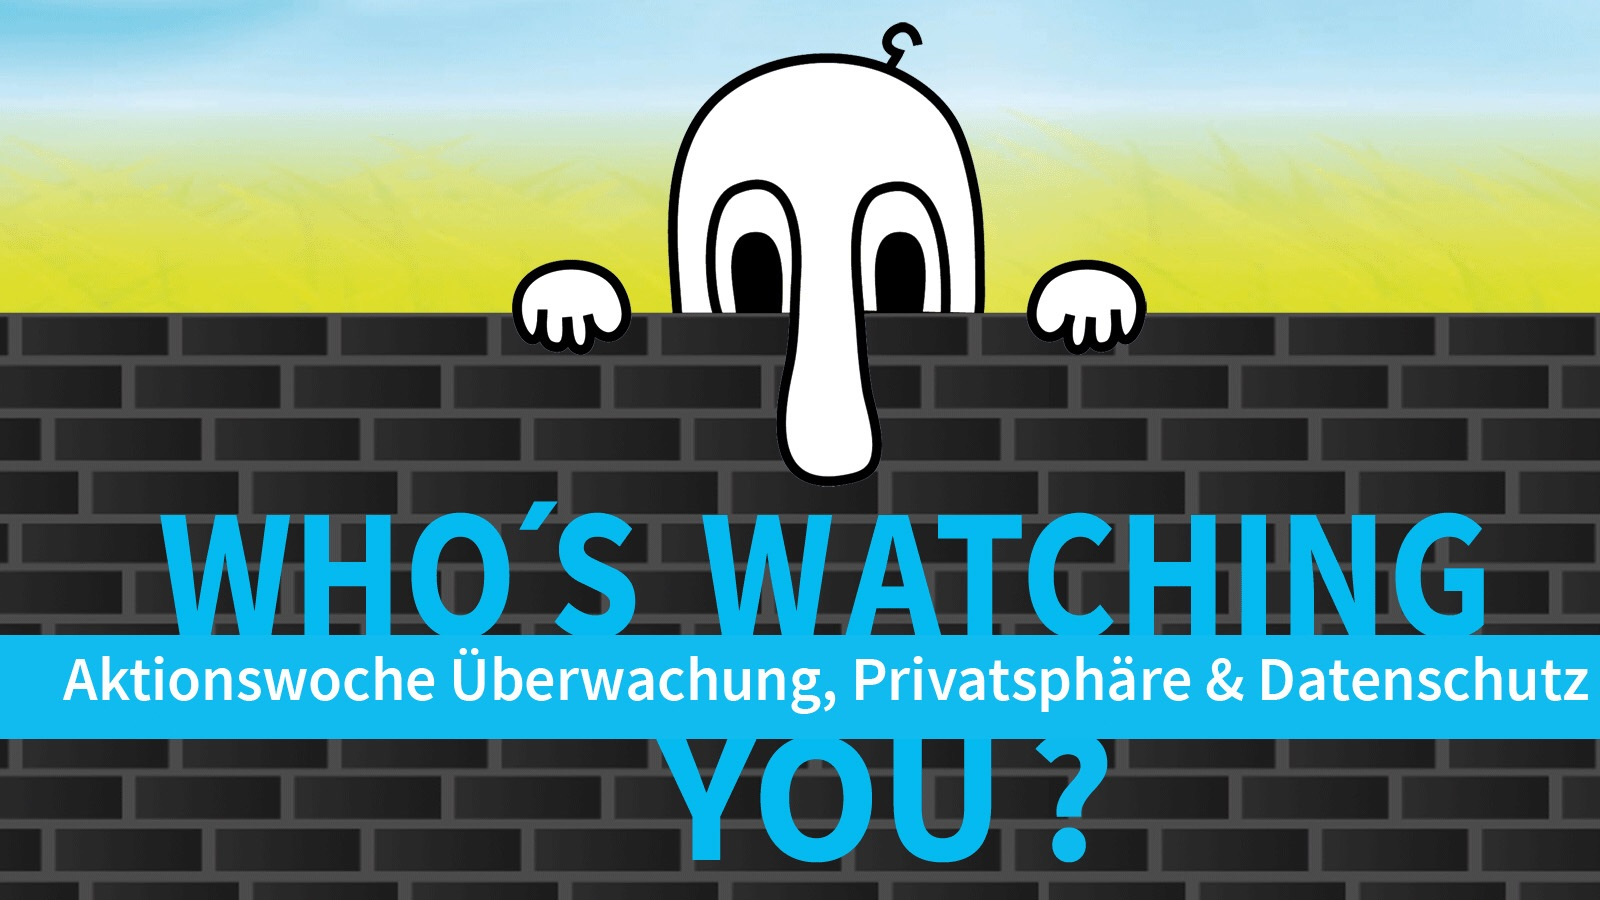 WHO´S WATCHING
Aktionswoche Überwachung, Privatsphäre & Datenschutz
YOU ?